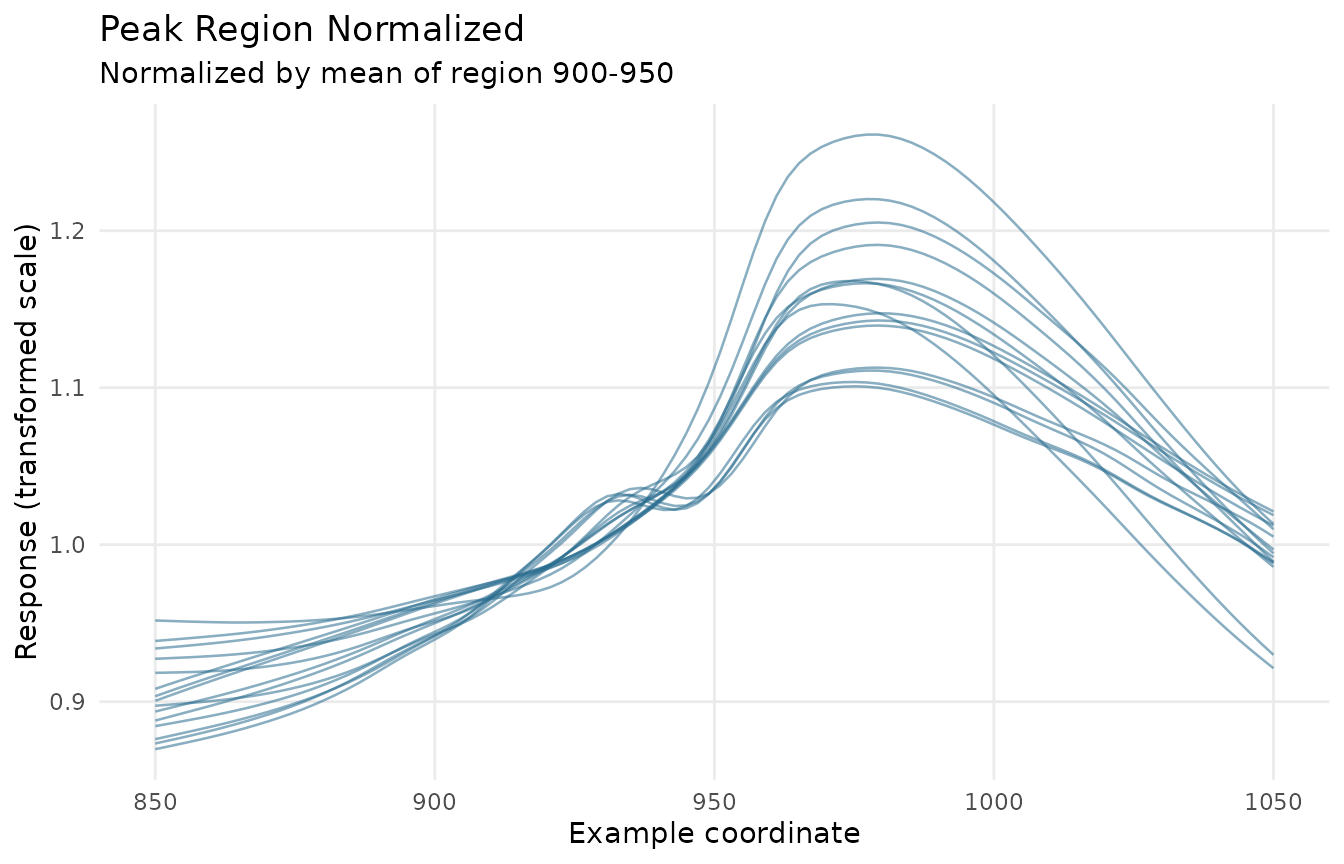 Peak Region Normalized
Normalized by mean of region 900-950
Response (transformed scale)
1.2
1.1
1.0
0.9
850 900 950 1000 1050
Example coordinate